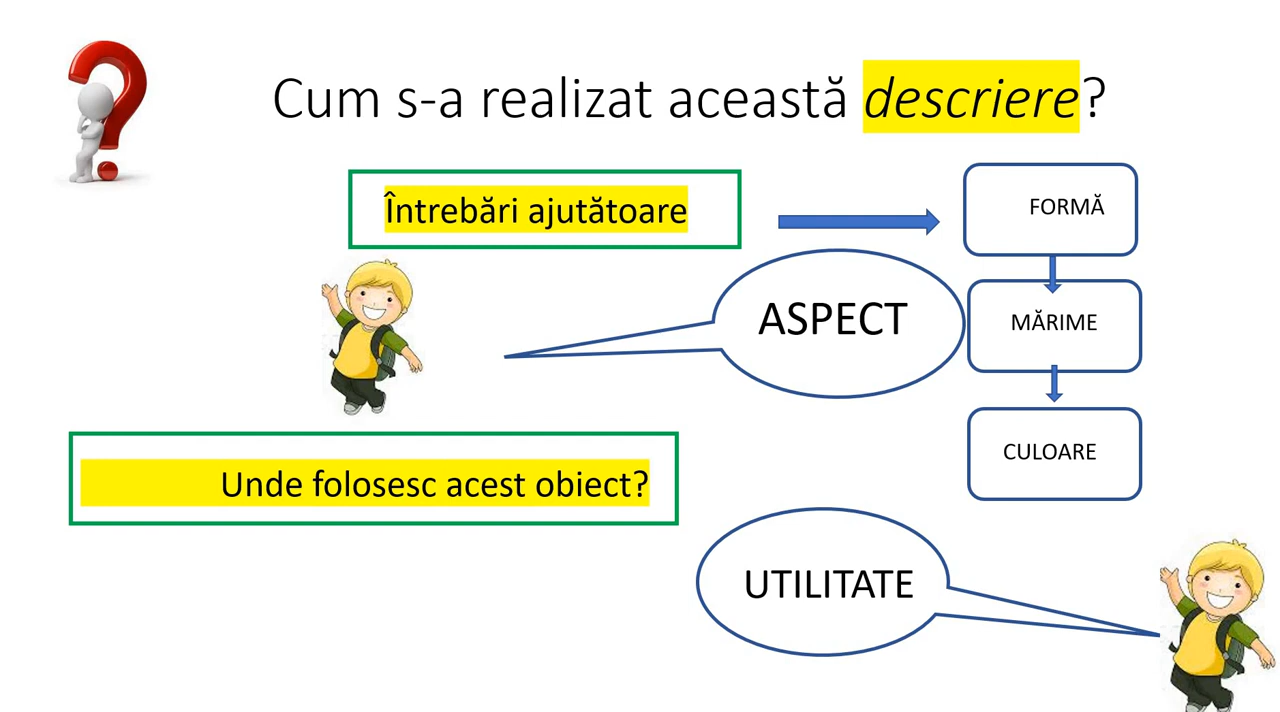 Cum s-a realizat această descriere?
Întrebări ajutătoare
FORMĂ
ASPECT
MĂRIME
CULOARE
Unde folosesc acest obiect?
UTILITATE